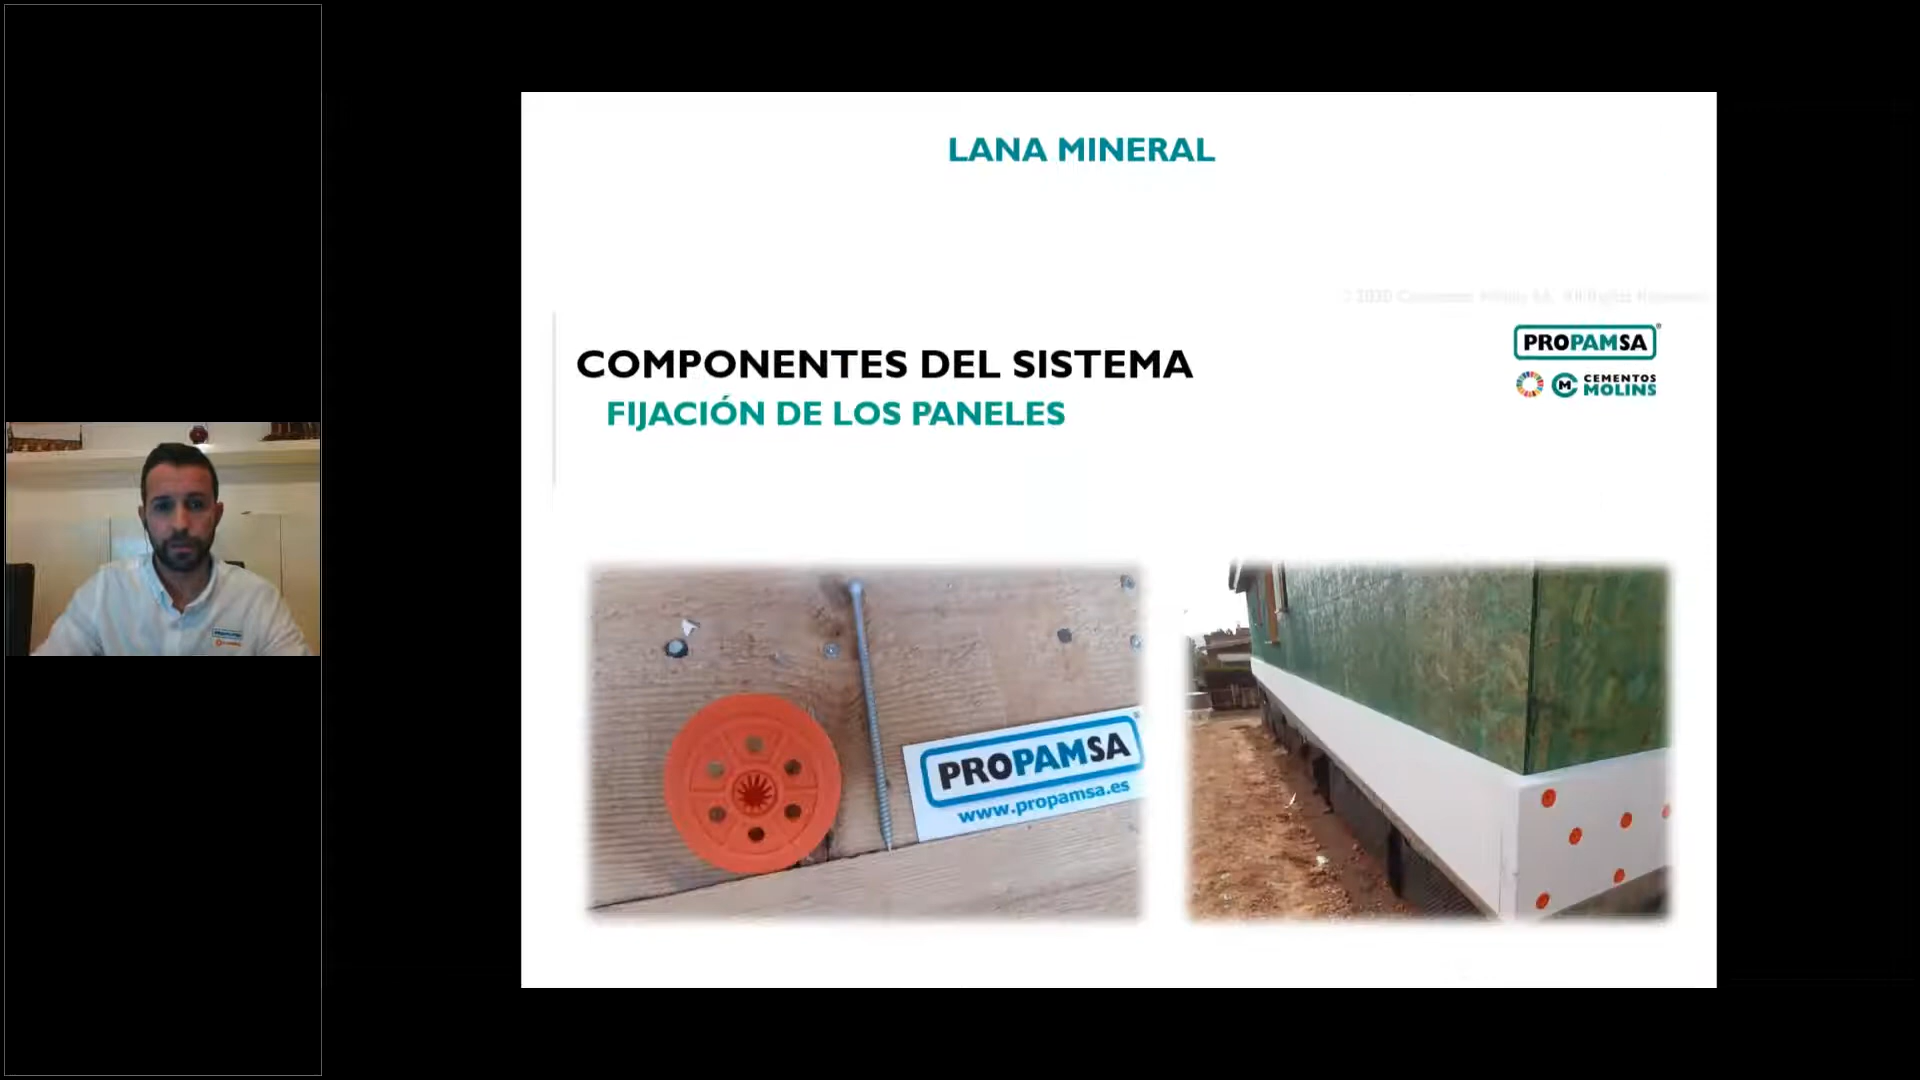 LANA MINERAL
PROPAMSA®
COMPONENTES DEL SISTEMA
CEMENTOS
MOLINS
FIJACIÓN DE LOS PANELES
PROPAMSA
www.propamsa.es